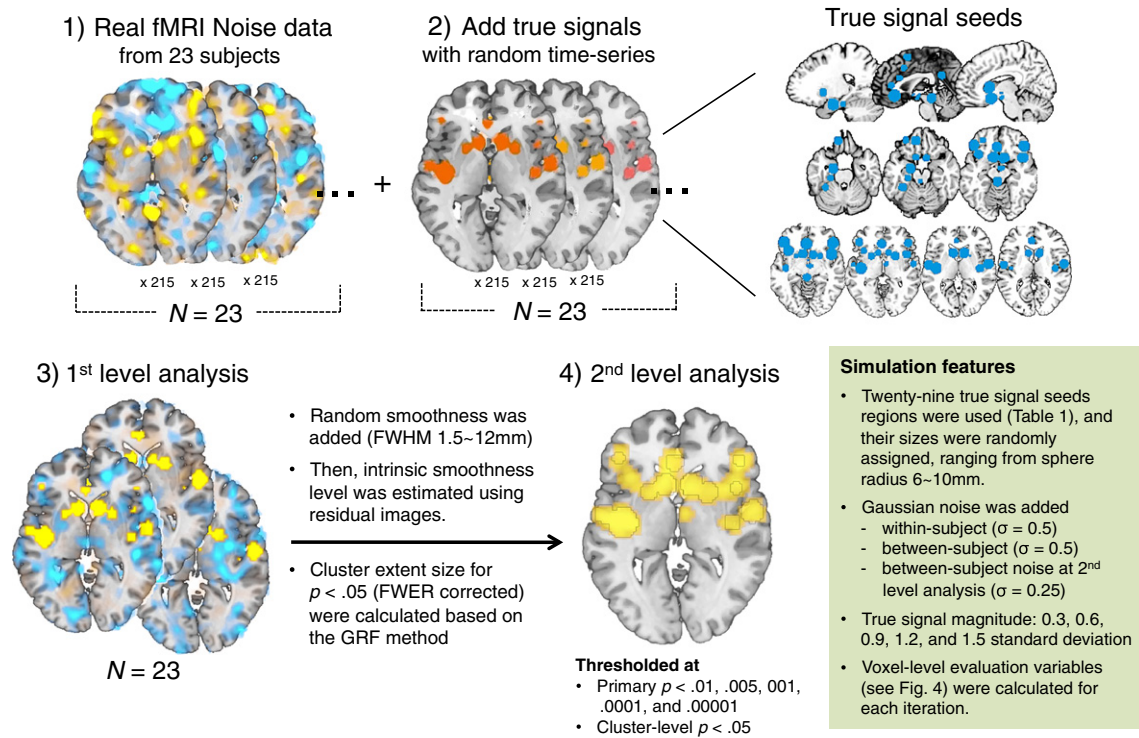 1) Real fMRI Noise data
from 23 subjects
x 215 x 215 x 215
N = 23
+
2) Add true signals
with random time-series
x 215 x 215 x 215
N = 23
True signal seeds
3) 1st level analysis
N = 23
• Random smoothness was
added (FWHM 1.5~12mm)
• Then, intrinsic smoothness
level was estimated using
residual images.
• Cluster extent size for
p < .05 (FWER corrected)
were calculated based on
the GRF method
4) 2nd level analysis
Thresholded at
• Primary p < .01, .005, 001,
.0001, and .00001
• Cluster-level p < .05
Simulation features
• Twenty-nine true signal seeds
regions were used (Table 1), and
their sizes were randomly
assigned, ranging from sphere
radius 6~10mm.
• Gaussian noise was added
- within-subject (σ = 0.5)
- between-subject (σ = 0.5)
- between-subject noise at 2nd
level analysis (σ = 0.25)
• True signal magnitude: 0.3, 0.6,
0.9, 1.2, and 1.5 standard deviation
• Voxel-level evaluation variables
(see Fig. 4) were calculated for
each iteration.